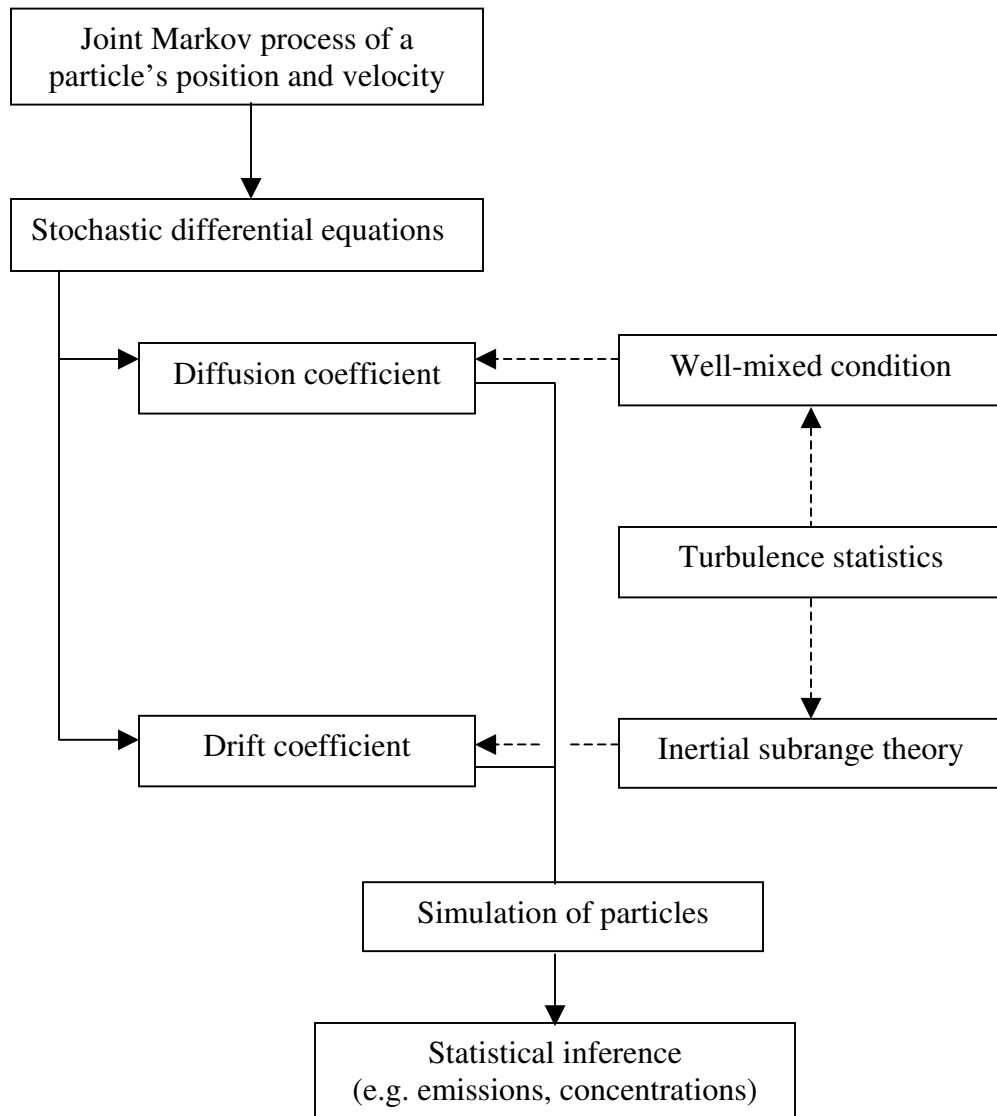 Joint Markov process of a
particle's position and velocity
Stochastic differential equations
Diffusion coefficient
Well-mixed condition
Turbulence statistics
Drift coefficient
Inertial subrange theory
Simulation of particles
Statistical inference
(e.g. emissions, concentrations)